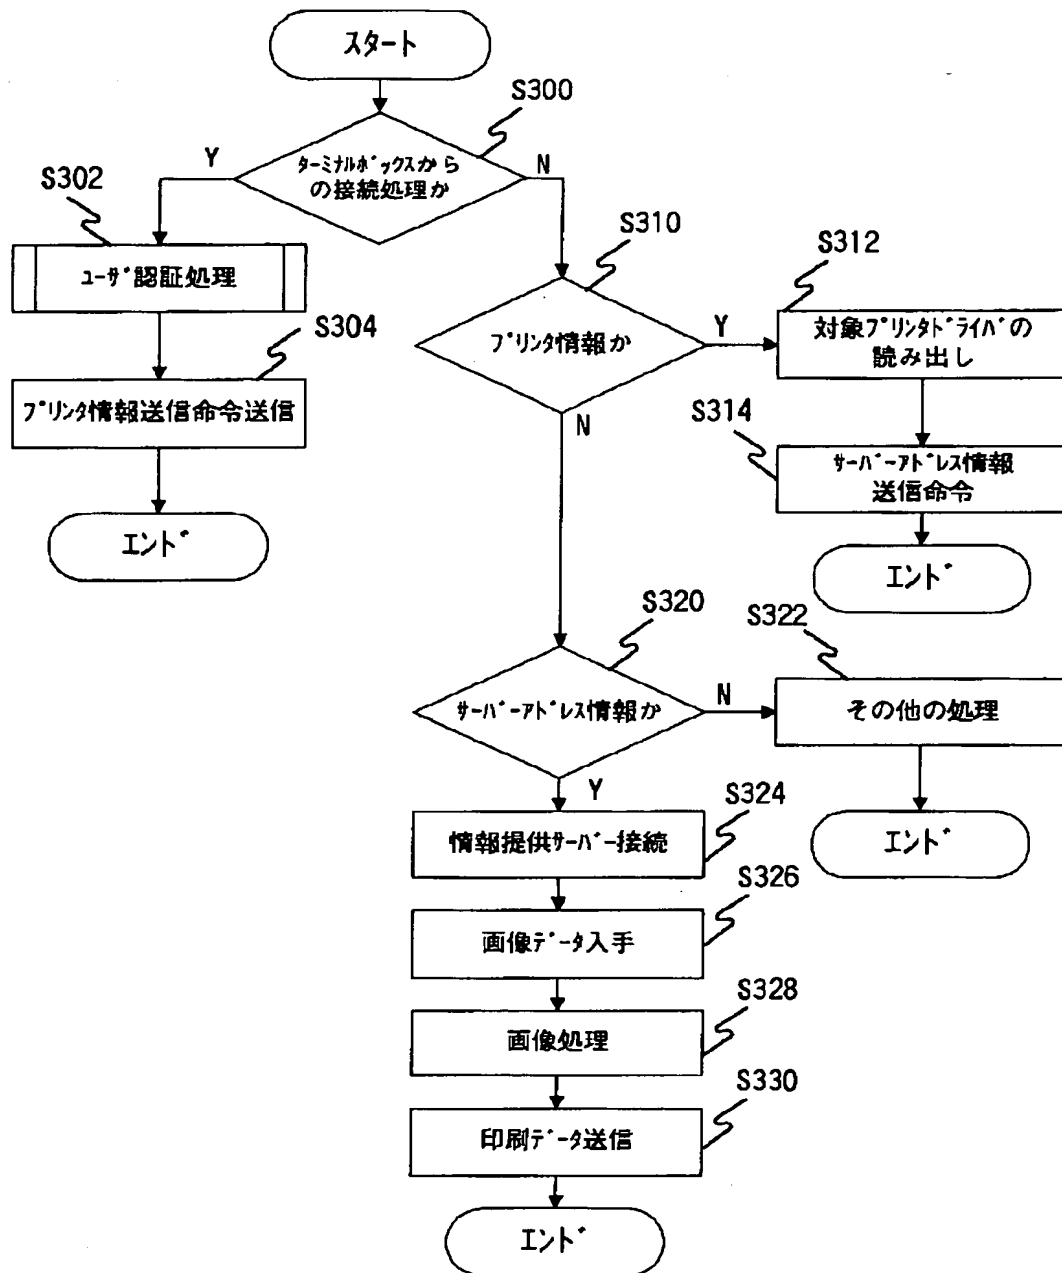 スタート
S300
ﾀｰﾐﾅﾙﾎﾞｯｸｽから
の接続処理か
Y
N
S302
ﾕｰｻﾞ認証処理
S304
ﾌﾟﾘﾝﾀ情報送信命令送信
エンドﾞ
S310
ﾌﾟﾘﾝﾀ情報か
Y
N
S312
対象ﾌﾟﾘﾝﾀﾄﾞﾗｲﾊﾞの
読み出し
S314
ｻｰﾊﾞｰｱﾄﾞﾚｽ情報
送信命令
エンドﾞ
S320
ｻｰﾊﾞｰｱﾄﾞﾚｽ情報か
N
Y
S322
その他の処理
エンドﾞ
S324
情報提供ｻｰﾊﾞｰ接続
S326
画像ﾃﾞｰﾀ入手
S328
画像処理
S330
印刷ﾃﾞｰﾀ送信
エンドﾞ